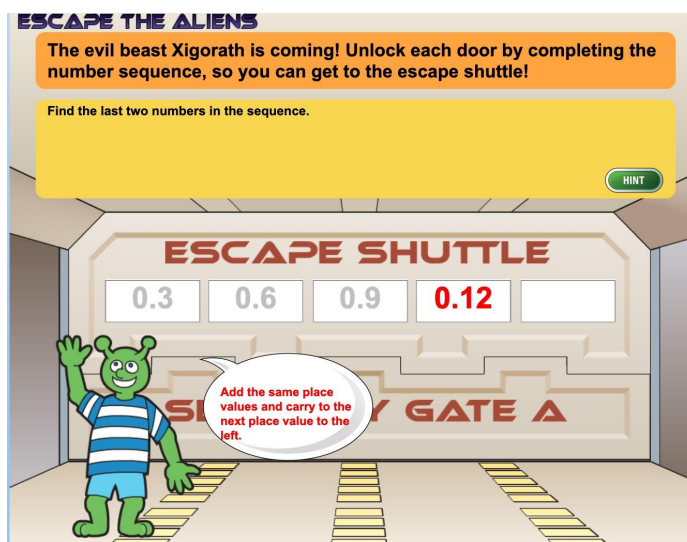 ESCAPE THE ALIENS
The evil beast Xigorath is coming! Unlock each door by completing the
number sequence, so you can get to the escape shuttle!
Find the last two numbers in the sequence.
HINT
ESCAPE SHUTTLE
0.3 0.6 0.9 0.12
Add the same place
values and carry to the
next place value to the
left.
GATE A